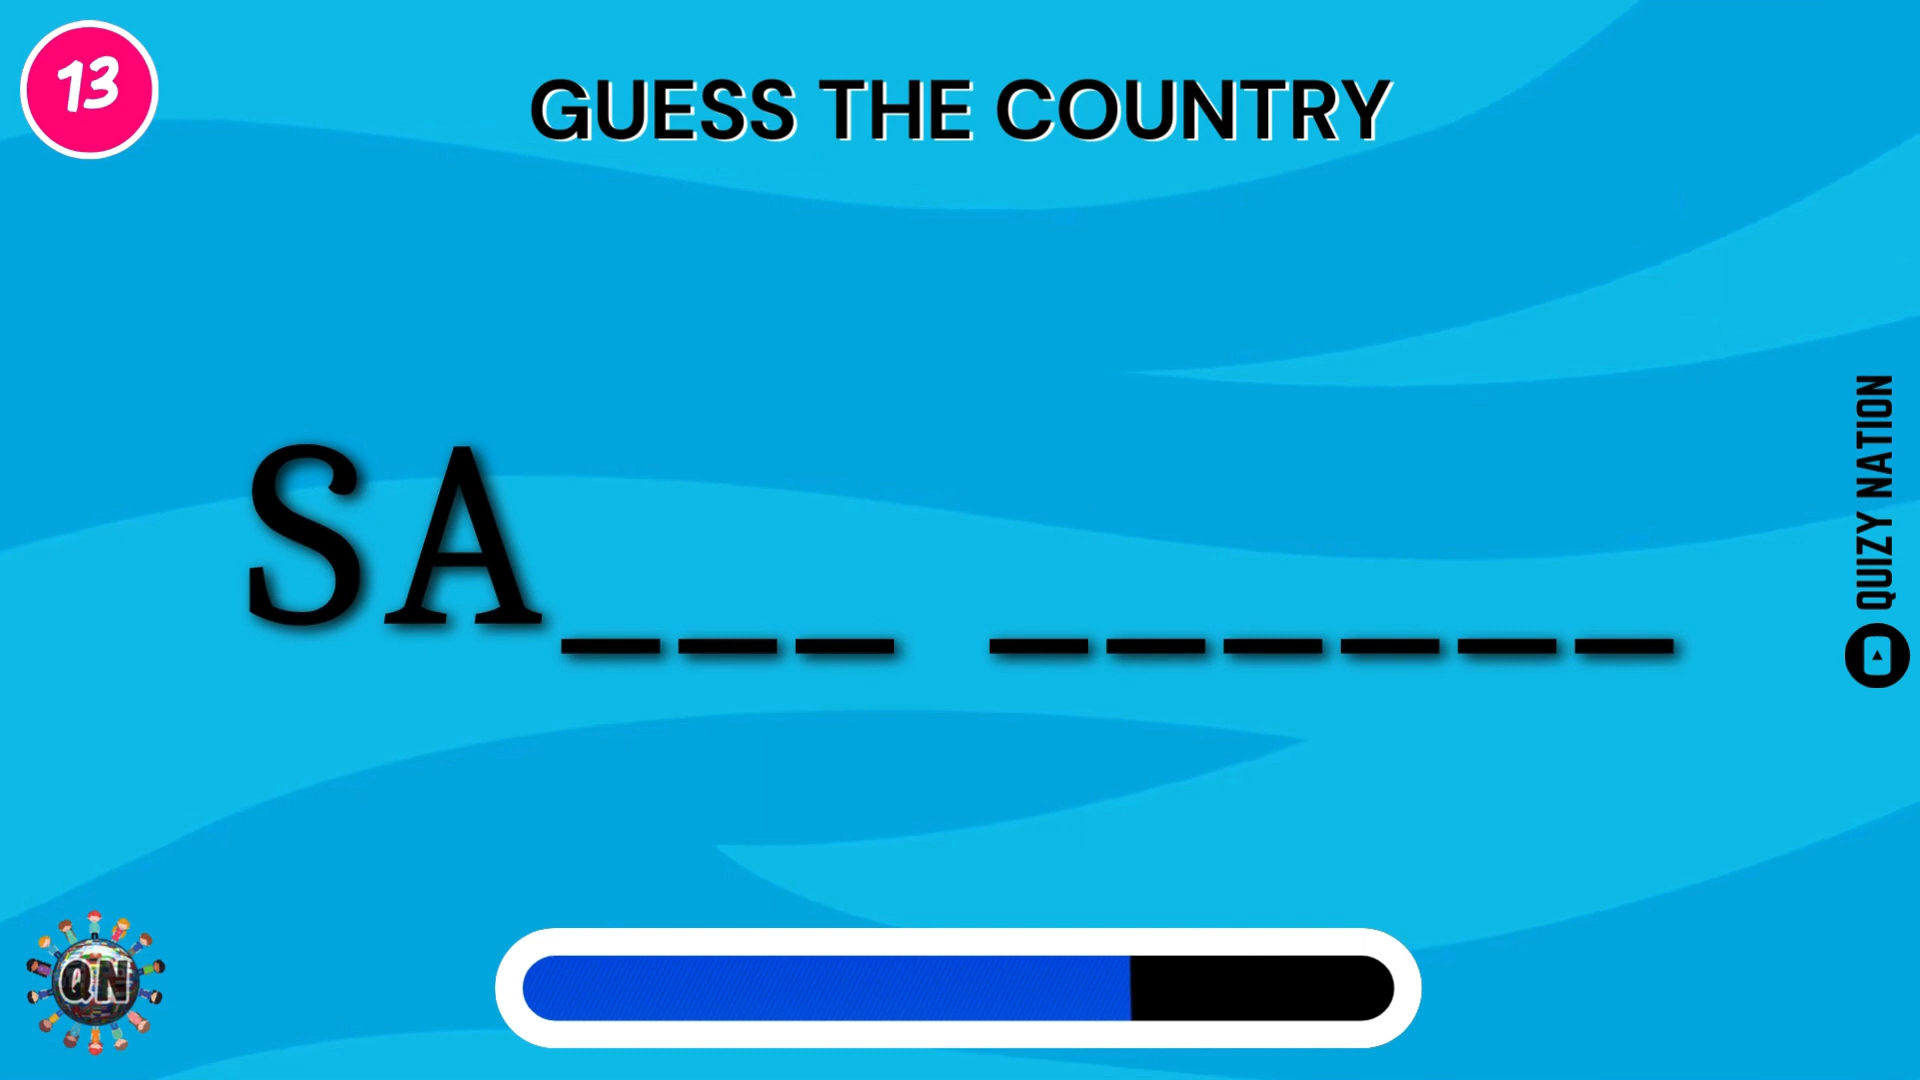 13
GUESS THE COUNTRY
SA___ ______
QUIZY NATION
QN